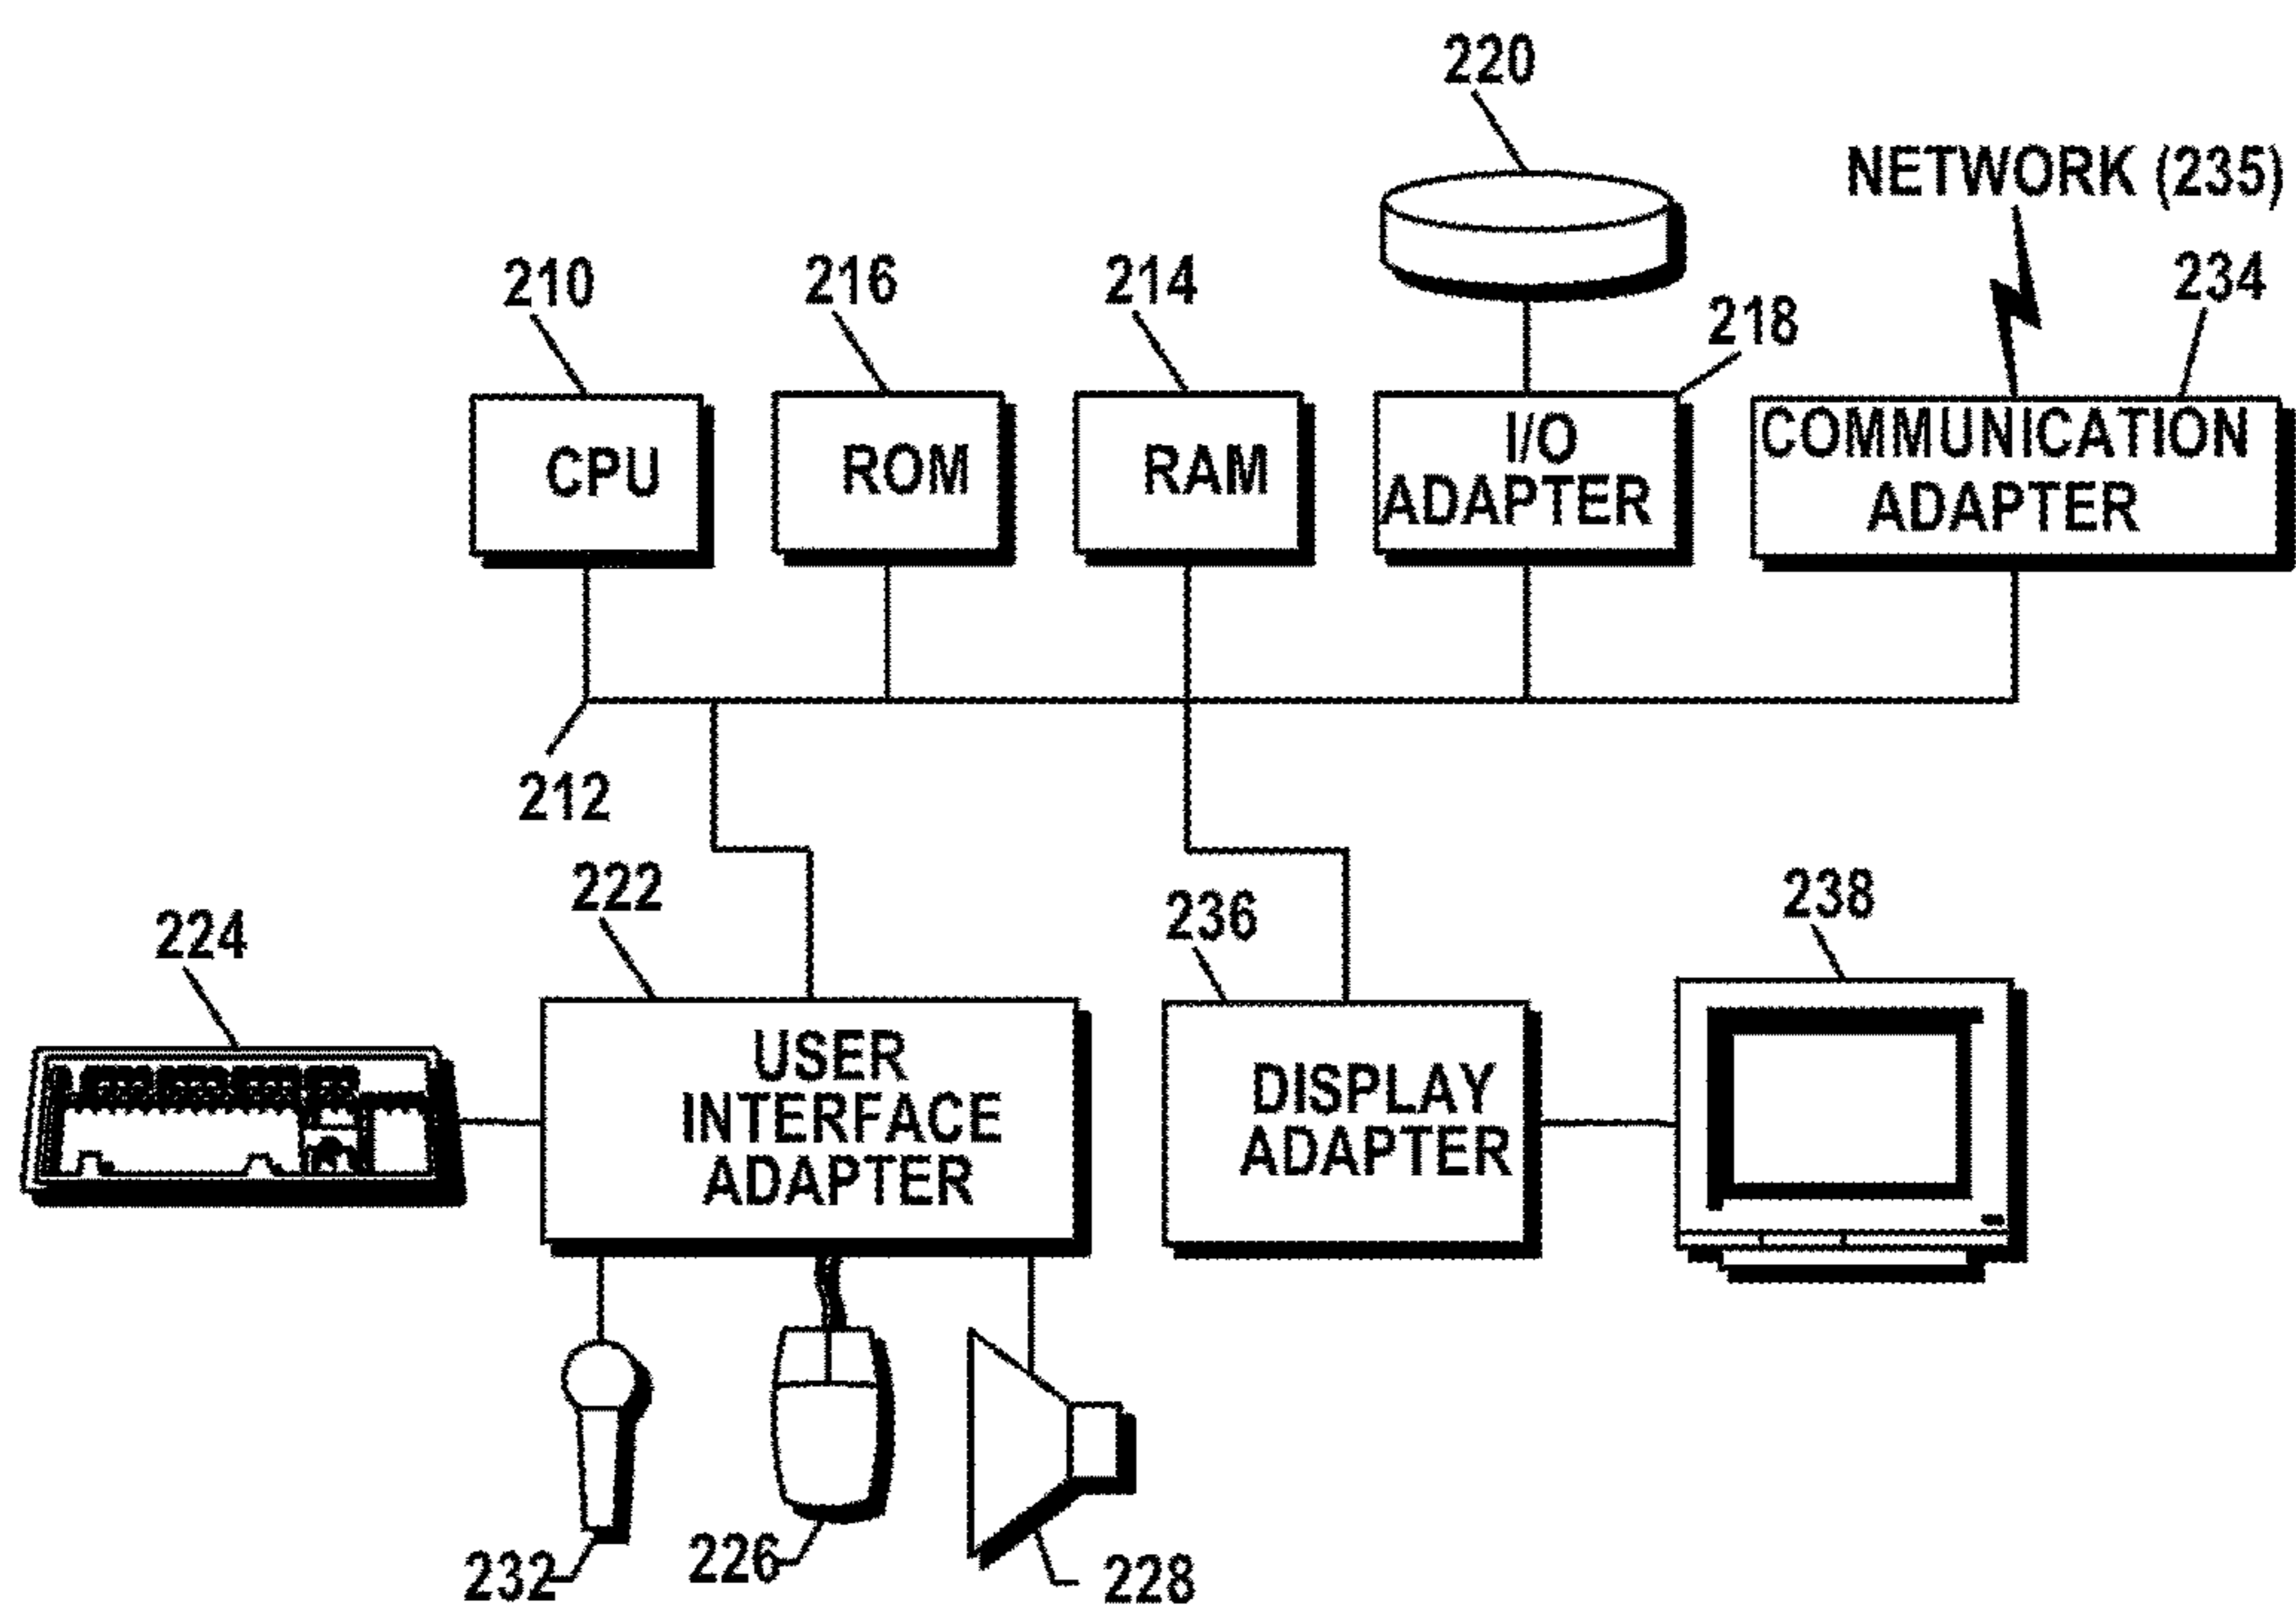 220
NETWORK (235)
210
216
214
218
234
CPU
ROM
RAM
I/O
ADAPTER
COMMUNICATION
ADAPTER
212
222
224
236
238
USER
INTERFACE
ADAPTER
DISPLAY
ADAPTER
232
226
228